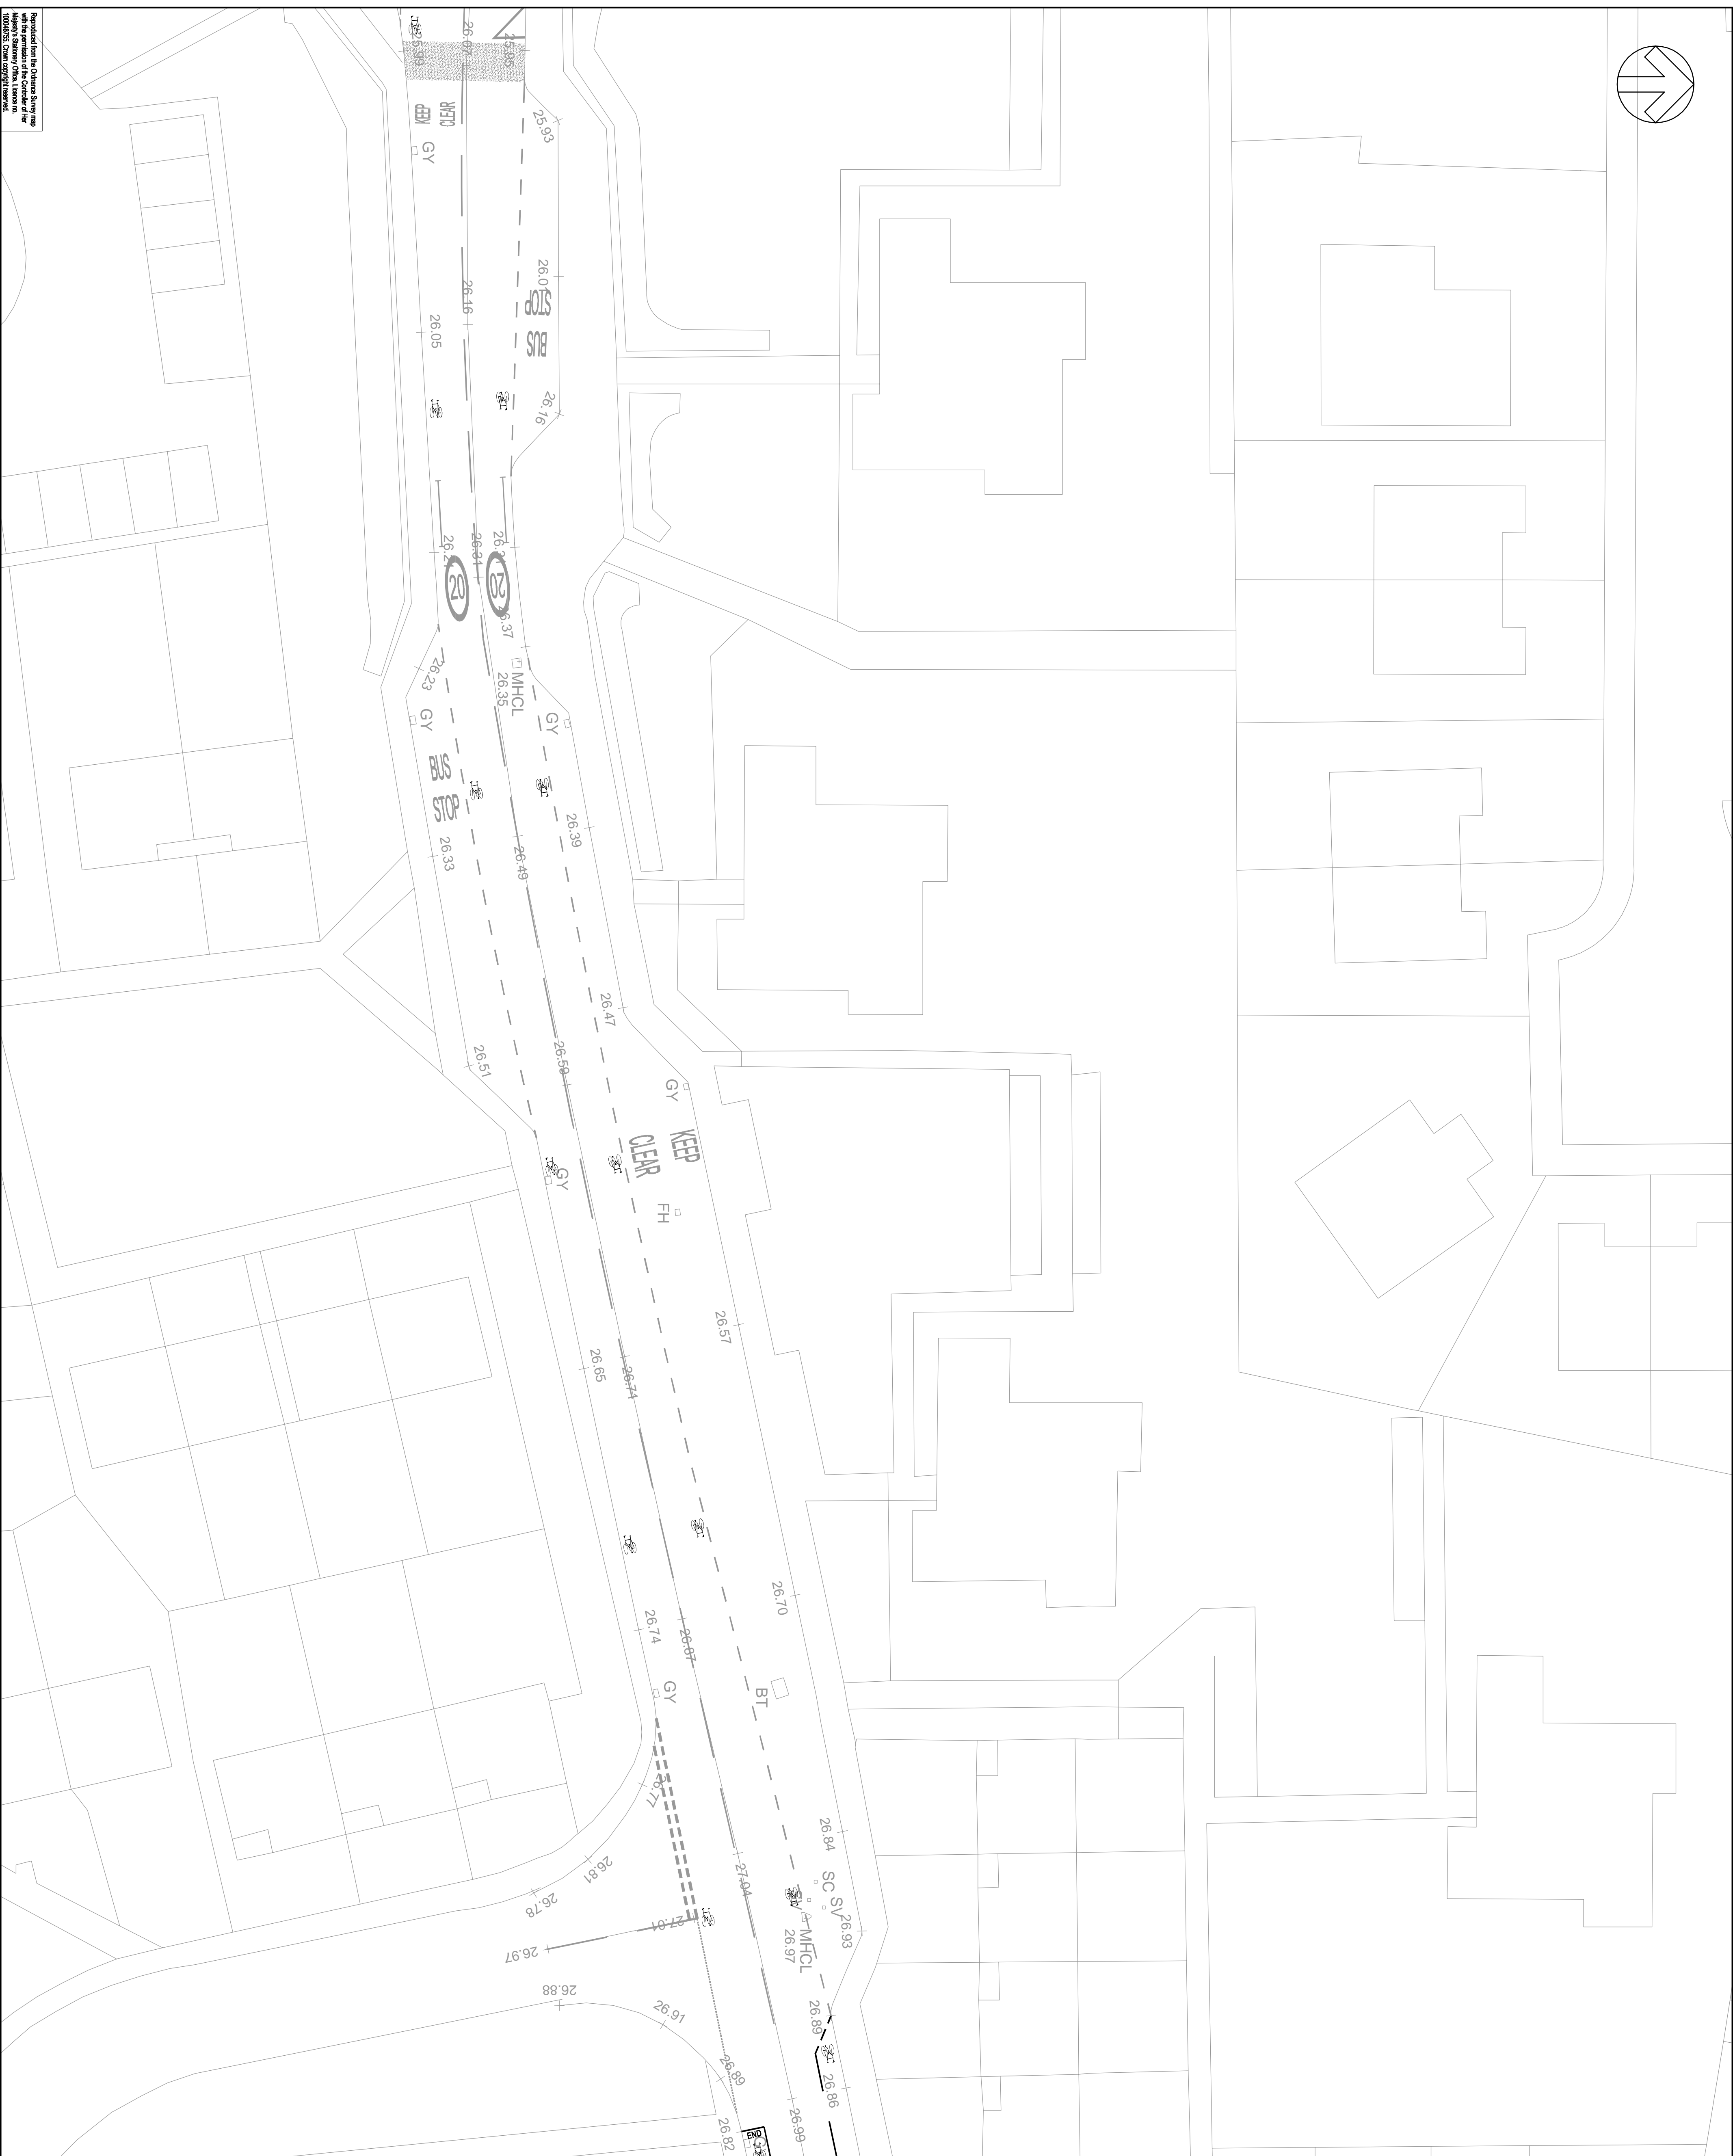 Reproduced from the Ordnance Survey map
with the permission of the Controller of Her
Majesty's Stationery Office. Licence no.
100048755. Crown copyright reserved.
25.99
26.07
25.95
KEEP
CLEAR
GY
25.93
26.01
STOP
BUS
26.16
26.05
26.16
26.31
20
20
26.37
26.23
MHCL
26.35
GY
GY
BUS
STOP
26.33
26.39
26.49
26.47
26.51
26.59
GY
GY
KEEP
CLEAR
FH
26.57
26.65
26.71
26.70
26.74
26.87
GY
BT
26.77
26.84
26.81
26.78
27.04
SC
SV
26.93
27.01
MHCL
26.97
26.97
26.88
26.91
26.89
26.89
26.86
26.82
26.99
END